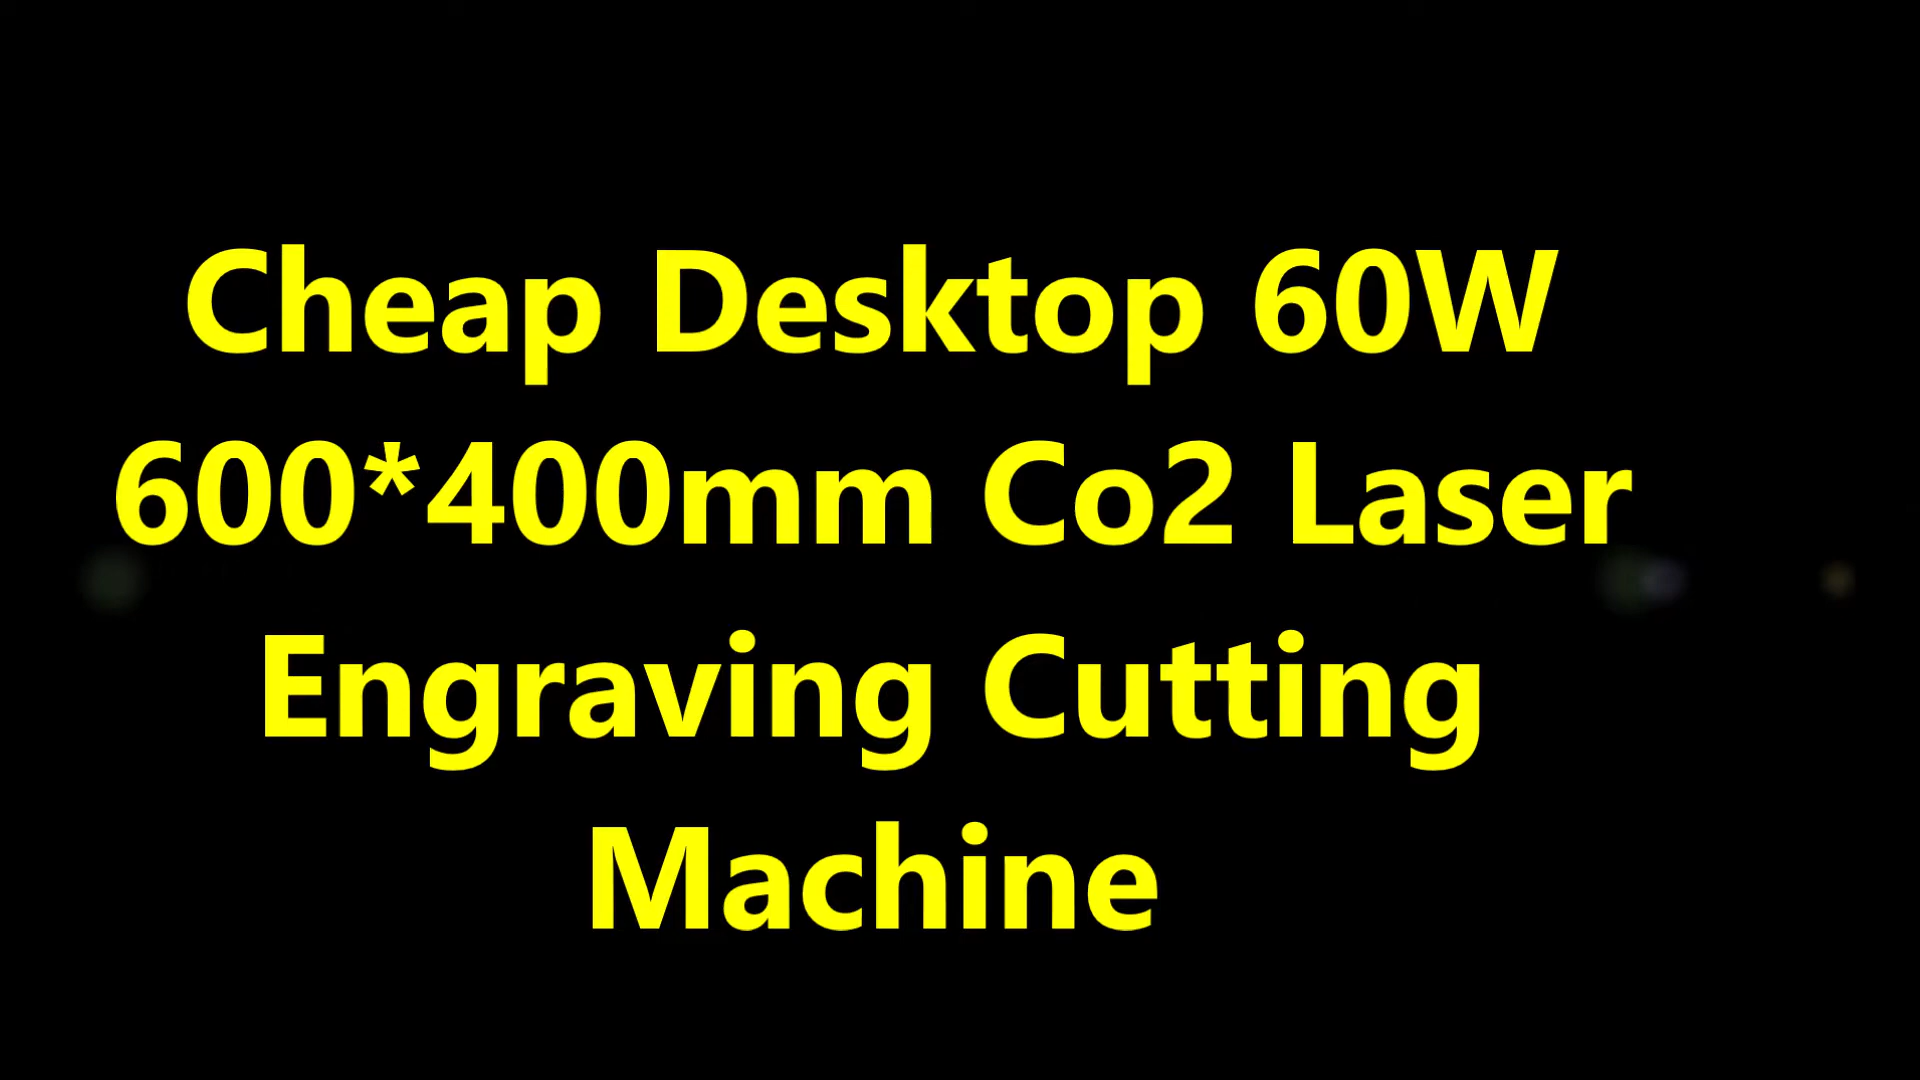 Cheap Desktop 60W
600*400mm Co2 Laser
Engraving Cutting
Machine